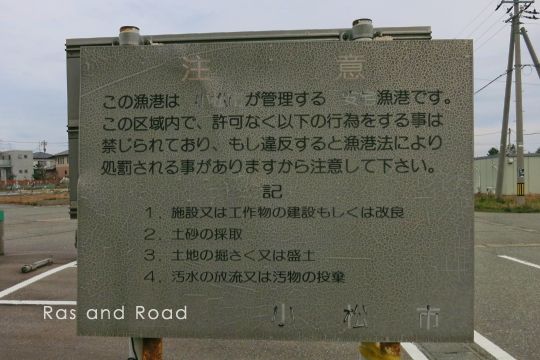 注意
この漁港は 小松市が管理する 安宅漁港です。
この区域内で、許可なく以下の行為をする事は
禁じられており、もし違反すると漁港法により
処罰される事がありますから注意して下さい。
記
1. 施設又は工作物の建設もしくは改良
2. 土砂の採取
3. 土地の掘さく又は盛土
4. 汚水の放流又は汚物の投棄
小松市
Ras and Road